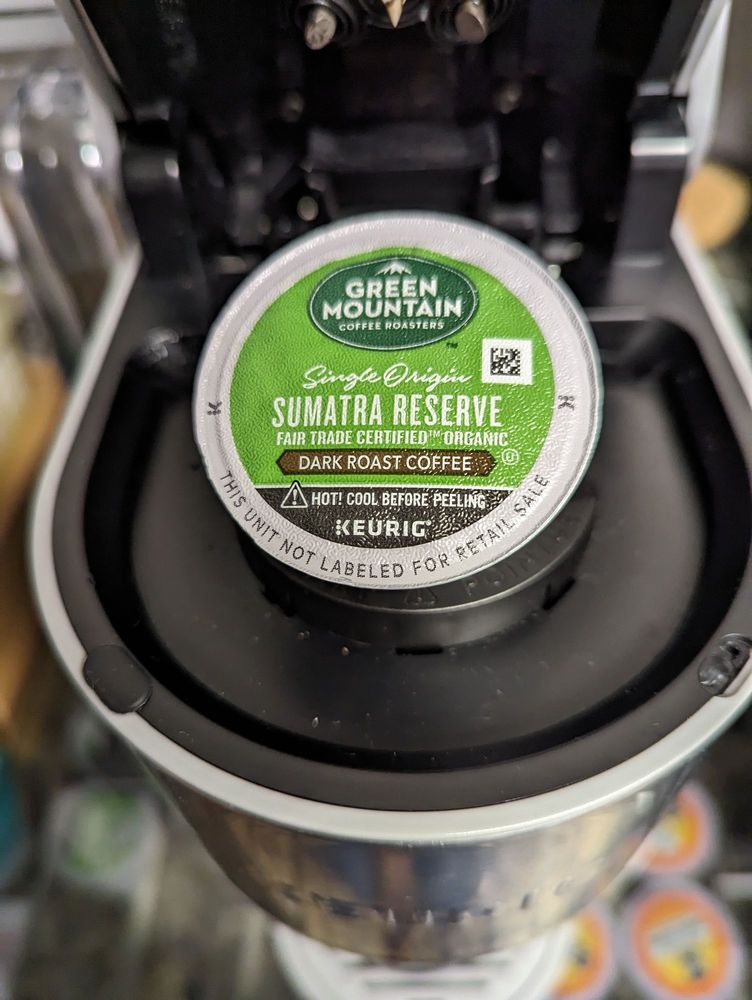 GREEN
MOUNTAIN
COFFEE ROASTERS™
Single Origin
SUMATRA RESERVE
FAIR TRADE CERTIFIED™ ORGANIC
DARK ROAST COFFEE
HOT! COOL BEFORE PEELING
KEURIG®
K
K
THIS UNIT NOT LABELED FOR RETAIL SALE